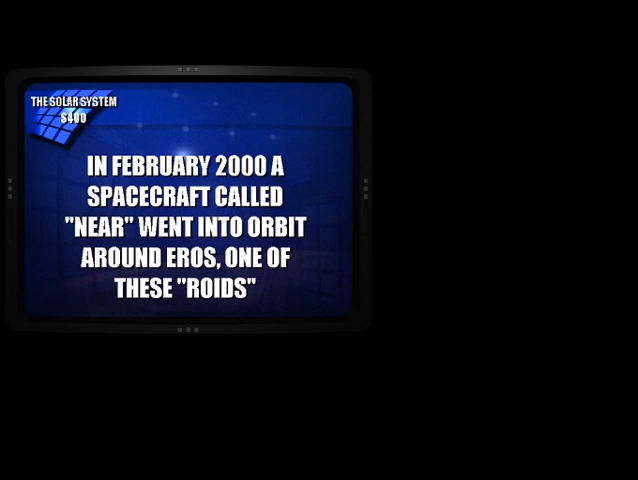 THE SOLAR SYSTEM
$400
IN FEBRUARY 2000 A
SPACECRAFT CALLED
"NEAR" WENT INTO ORBIT
AROUND EROS, ONE OF
THESE "ROIDS"